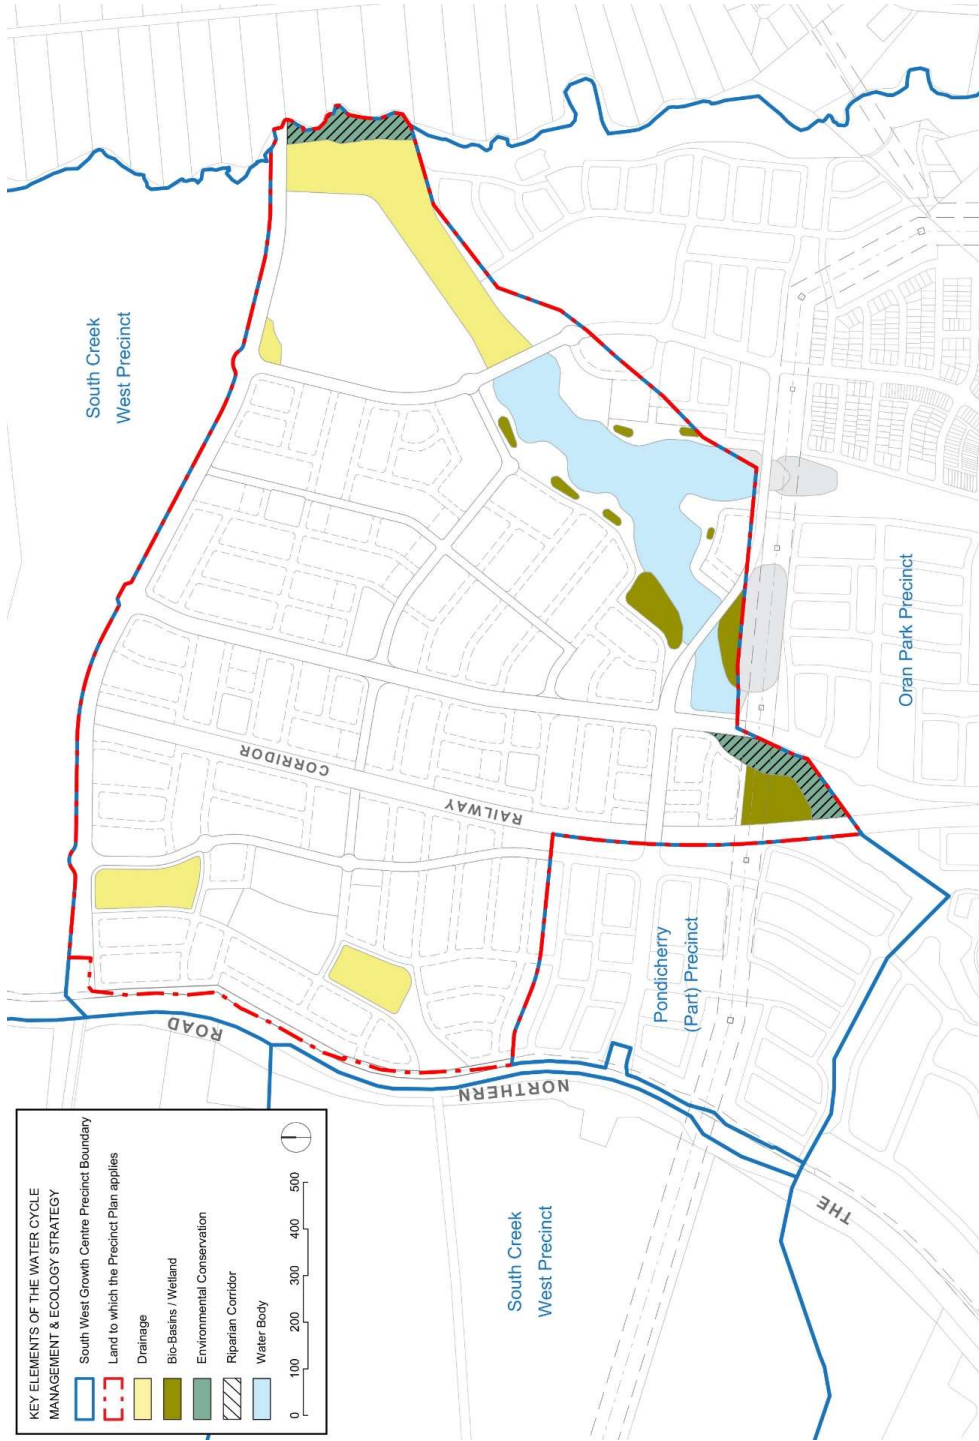 KEY ELEMENTS OF THE WATER CYCLE
MANAGEMENT & ECOLOGY STRATEGY
South West Growth Centre Precinct Boundary
Land to which the Precinct Plan applies
Drainage
Bio-Basins / Wetland
Environmental Conservation
Riparian Corridor
Water Body
0 100 200 300 400 500
South Creek
West Precinct
CORRIDOR
RAILWAY
ROAD
NORTHERN
THE
Pondicherry
(Part) Precinct
Oran Park Precinct
South Creek
West Precinct